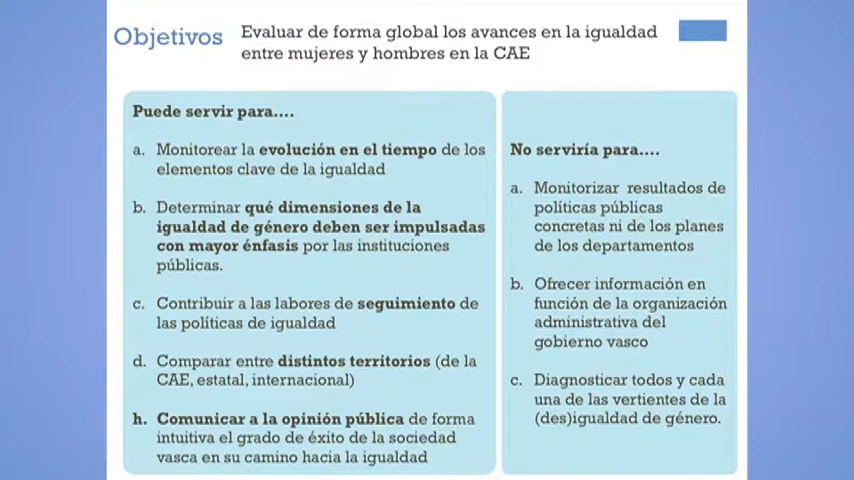 Objetivos
Evaluar de forma global los avances en la igualdad
entre mujeres y hombres en la CAE
Puede servir para....
a. Monitorear la evolución en el tiempo de los
elementos clave de la igualdad
b. Determinar qué dimensiones de la
igualdad de género deben ser impulsadas
con mayor énfasis por las instituciones
públicas.
c. Contribuir a las labores de seguimiento de
las políticas de igualdad
d. Comparar entre distintos territorios (de la
CAE, estatal, internacional)
h. Comunicar a la opinión pública de forma
intuitiva el grado de éxito de la sociedad
vasca en su camino hacia la igualdad
No serviría para....
a. Monitorizar resultados de
políticas públicas
concretas ni de los planes
de los departamentos
b. Ofrecer información en
función de la organización
administrativa del
gobierno vasco
c. Diagnosticar todos y cada
una de las vertientes de la
(des)igualdad de género.